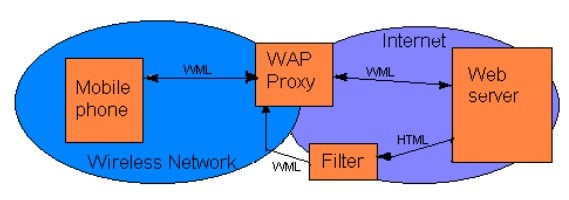 Internet
WML
WAP
Proxy
WML
Web
server
Mobile
phone
HTML
Wireless Network
WML
Filter